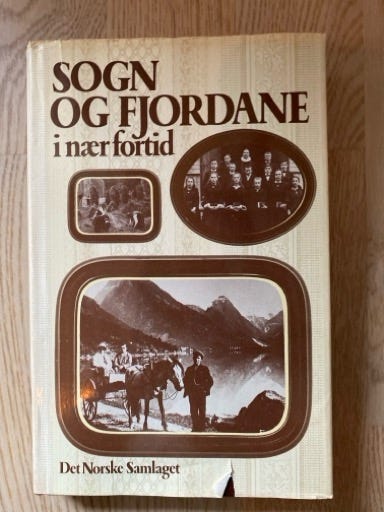 SOGN
OG FJORDANE
i nær fortid
Det Norske Samlaget